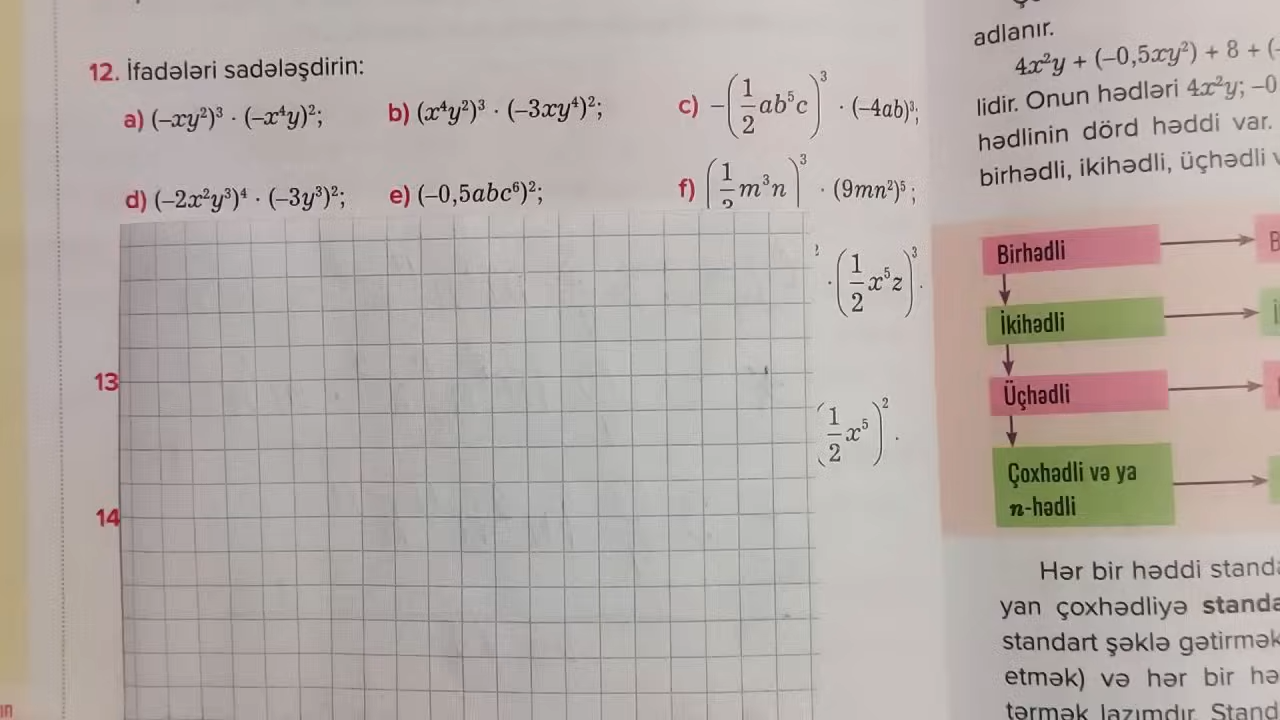 12. İfadələri sadələşdirin:
a) (–xy²)³ · (–x⁴y)²; b) (x⁴y²)³ · (–3xy⁴)²; c) –(1/2 ab⁵c)³ · (–4ab)³;
d) (–2x²y³)⁴ · (–3y³)²; e) (–0,5abc⁶)²; f) (1/2 m³n)³ · (9mn²)⁵;
² · (1/2 x⁵z)³.
13
(1/2 x⁵)².
14
adlanır.
4x²y + (–0,5xy²) + 8 + (–
lidir. Onun hədləri 4x²y; –0
hədlinin dörd həddi var.
birhədli, ikihədli, üçhədli
Birhədli
İkihədli
Üçhədli
Çoxhədli və ya
n-hədli
Hər bir həddi standa
yan çoxhədliyə standa
standart şəklə gətirmək
etmək) və hər bir hə
tərmək lazımdır. Stand